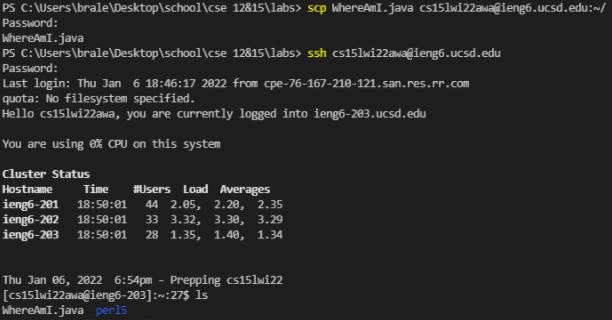 PS C:\Users\brale\Desktop\school\cse 12&15\labs> scp WhereAmI.java cs15lwi22awa@ieng6.ucsd.edu:~/
Password:
WhereAmI.java
PS C:\Users\brale\Desktop\school\cse 12&15\labs> ssh cs15lwi22awa@ieng6.ucsd.edu
Password:
Last login: Thu Jan  6 18:46:17 2022 from cpe-76-167-210-121.san.res.rr.com
quota: No filesystem specified.
Hello cs15lwi22awa, you are currently logged into ieng6-203.ucsd.edu
You are using 0% CPU on this system
Cluster Status
Hostname     Time    #Users  Load  Averages
ieng6-201   18:50:01   44  2.05,  2.20,  2.35
ieng6-202   18:50:01   33  3.32,  3.30,  3.29
ieng6-203   18:50:01   28  1.35,  1.40,  1.34
Thu Jan 06, 2022  6:54pm - Prepping cs15lwi22
[cs15lwi22awa@ieng6-203]:~:27$ ls
WhereAmI.java  perl5